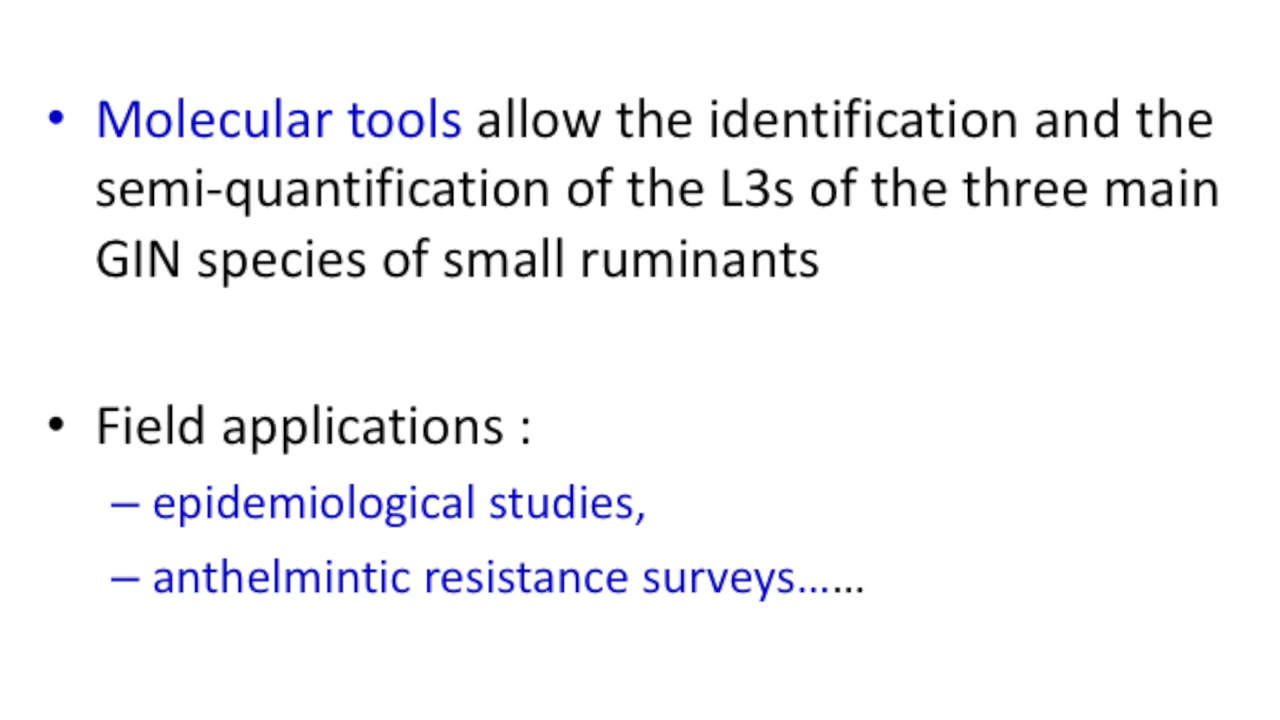 • Molecular tools allow the identification and the
semi-quantification of the L3s of the three main
GIN species of small ruminants
• Field applications :
– epidemiological studies,
– anthelmintic resistance surveys……